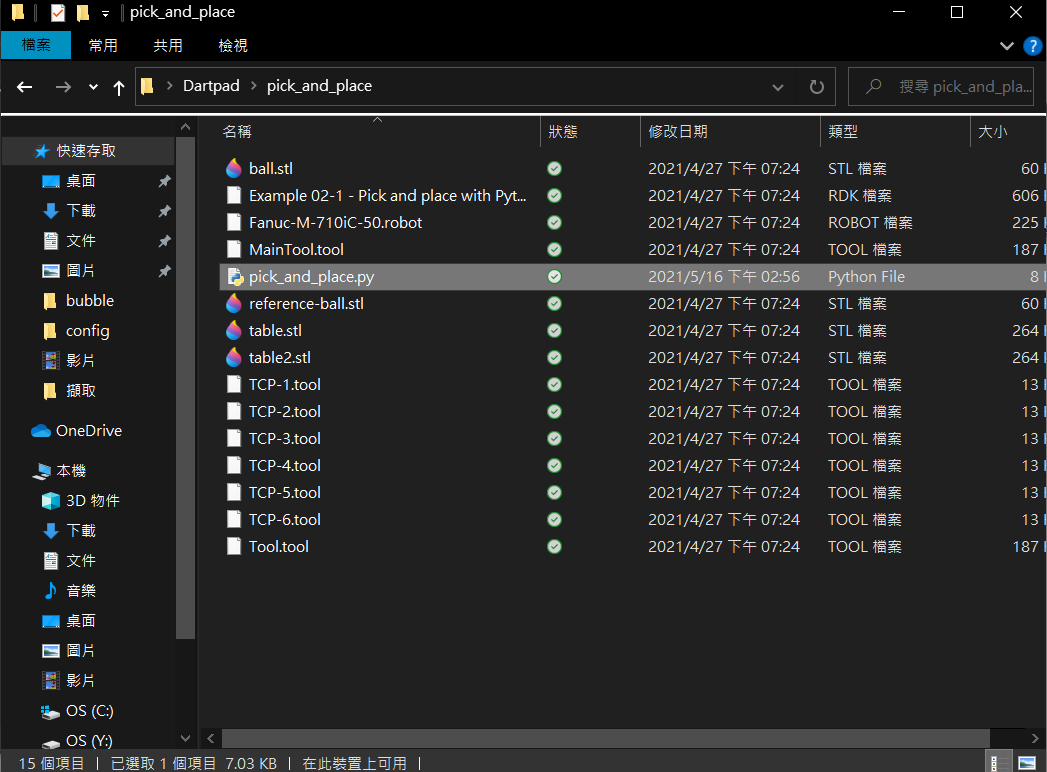 pick_and_place
檔案 常用 共用 檢視
Dartpad pick_and_place 搜尋 pick_and_pla...
名稱 狀態 修改日期 類型 大小
ball.stl 2021/4/27 下午 07:24 STL 檔案 60
Example 02-1 - Pick and place with Pyt... 2021/4/27 下午 07:24 RDK 檔案 606
Fanuc-M-710iC-50.robot 2021/4/27 下午 07:24 ROBOT 檔案 225
MainTool.tool 2021/4/27 下午 07:24 TOOL 檔案 187
pick_and_place.py 2021/5/16 下午 02:56 Python File 8
reference-ball.stl 2021/4/27 下午 07:24 STL 檔案 60
table.stl 2021/4/27 下午 07:24 STL 檔案 264
table2.stl 2021/4/27 下午 07:24 STL 檔案 264
TCP-1.tool 2021/4/27 下午 07:24 TOOL 檔案 13
TCP-2.tool 2021/4/27 下午 07:24 TOOL 檔案 13
TCP-3.tool 2021/4/27 下午 07:24 TOOL 檔案 13
TCP-4.tool 2021/4/27 下午 07:24 TOOL 檔案 13
TCP-5.tool 2021/4/27 下午 07:24 TOOL 檔案 13
TCP-6.tool 2021/4/27 下午 07:24 TOOL 檔案 13
Tool.tool 2021/4/27 下午 07:24 TOOL 檔案 187
快速存取
桌面
下載
文件
圖片
bubble
config
影片
擷取
OneDrive
本機
3D 物件
下載
文件
音樂
桌面
圖片
影片
OS (C:)
OS (Y:)
15 個項目 已選取 1 個項目 7.03 KB 在此裝置上可用